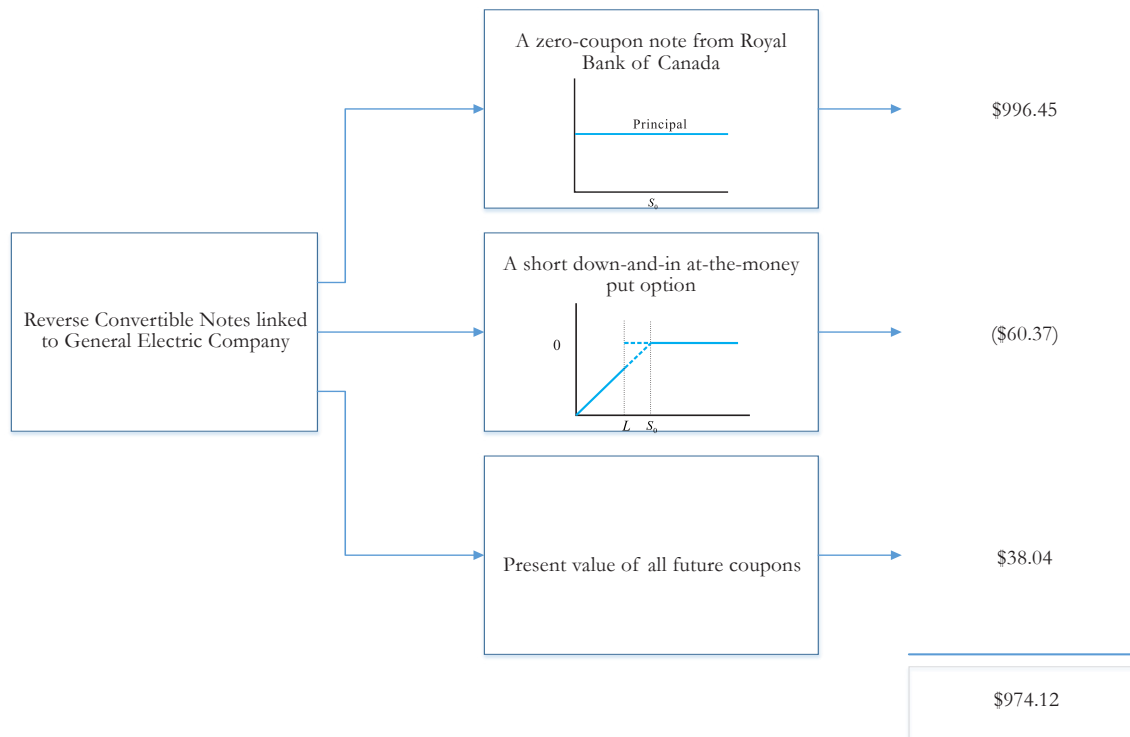 A zero-coupon note from Royal
Bank of Canada
Principal
S₀
$996.45
Reverse Convertible Notes linked
to General Electric Company
A short down-and-in at-the-money
put option
0
L S₀
($60.37)
Present value of all future coupons
$38.04
$974.12